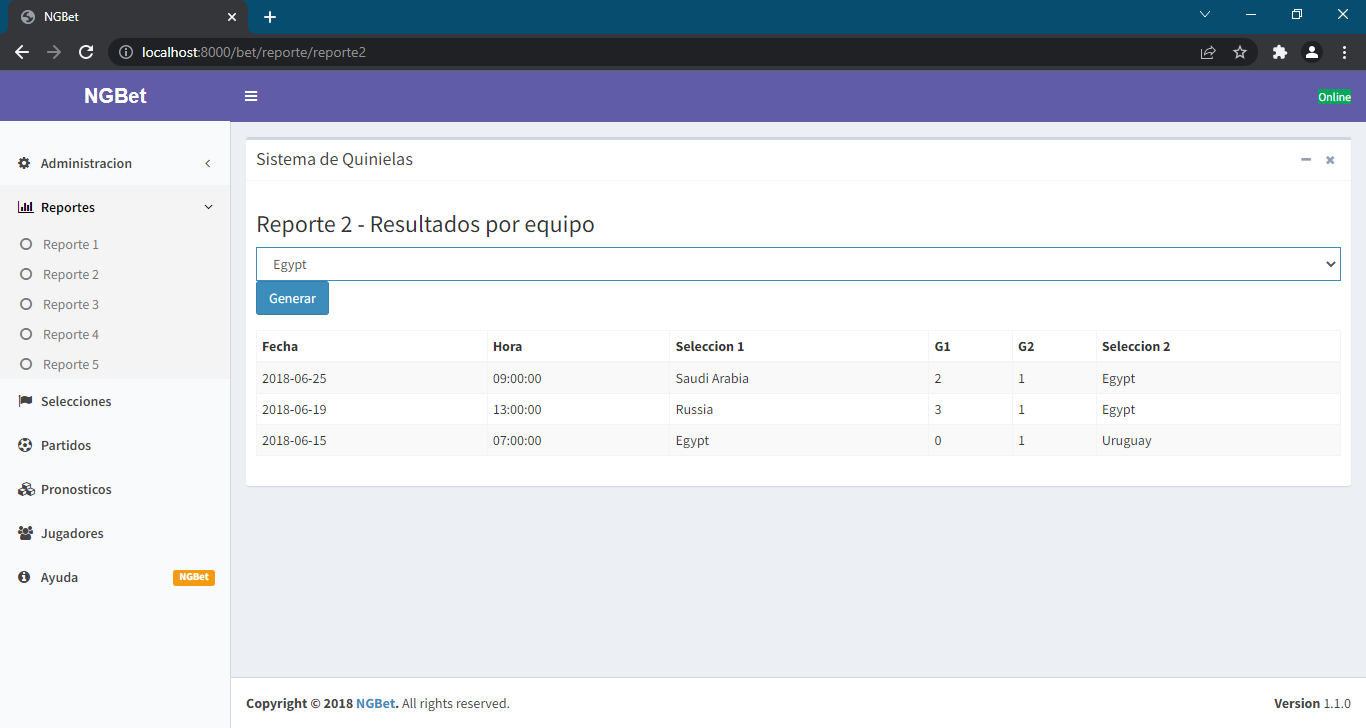 NGBet
localhost:8000/bet/reporte/reporte2
NGBet
Online
Administracion
Reportes
Reporte 1
Reporte 2
Reporte 3
Reporte 4
Reporte 5
Selecciones
Partidos
Pronosticos
Jugadores
Ayuda NGBet
Sistema de Quinielas
Reporte 2 - Resultados por equipo
Egypt
Generar
Fecha Hora Seleccion 1 G1 G2 Seleccion 2
2018-06-25 09:00:00 Saudi Arabia 2 1 Egypt
2018-06-19 13:00:00 Russia 3 1 Egypt
2018-06-15 07:00:00 Egypt 0 1 Uruguay
Copyright © 2018 NGBet. All rights reserved. Version 1.1.0